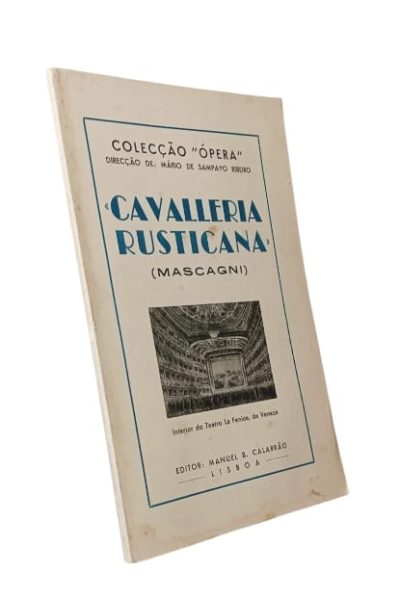 COLECÇÃO "ÓPERA"
DIRECÇÃO DE: MÁRIO DE SAMPAYO RIBEIRO
«CAVALLERIA
RUSTICANA»
(MASCAGNI)
Interior do Teatro La Fenice, de Veneza
EDITOR: MANUEL B. CALARRÃO
LISBOA